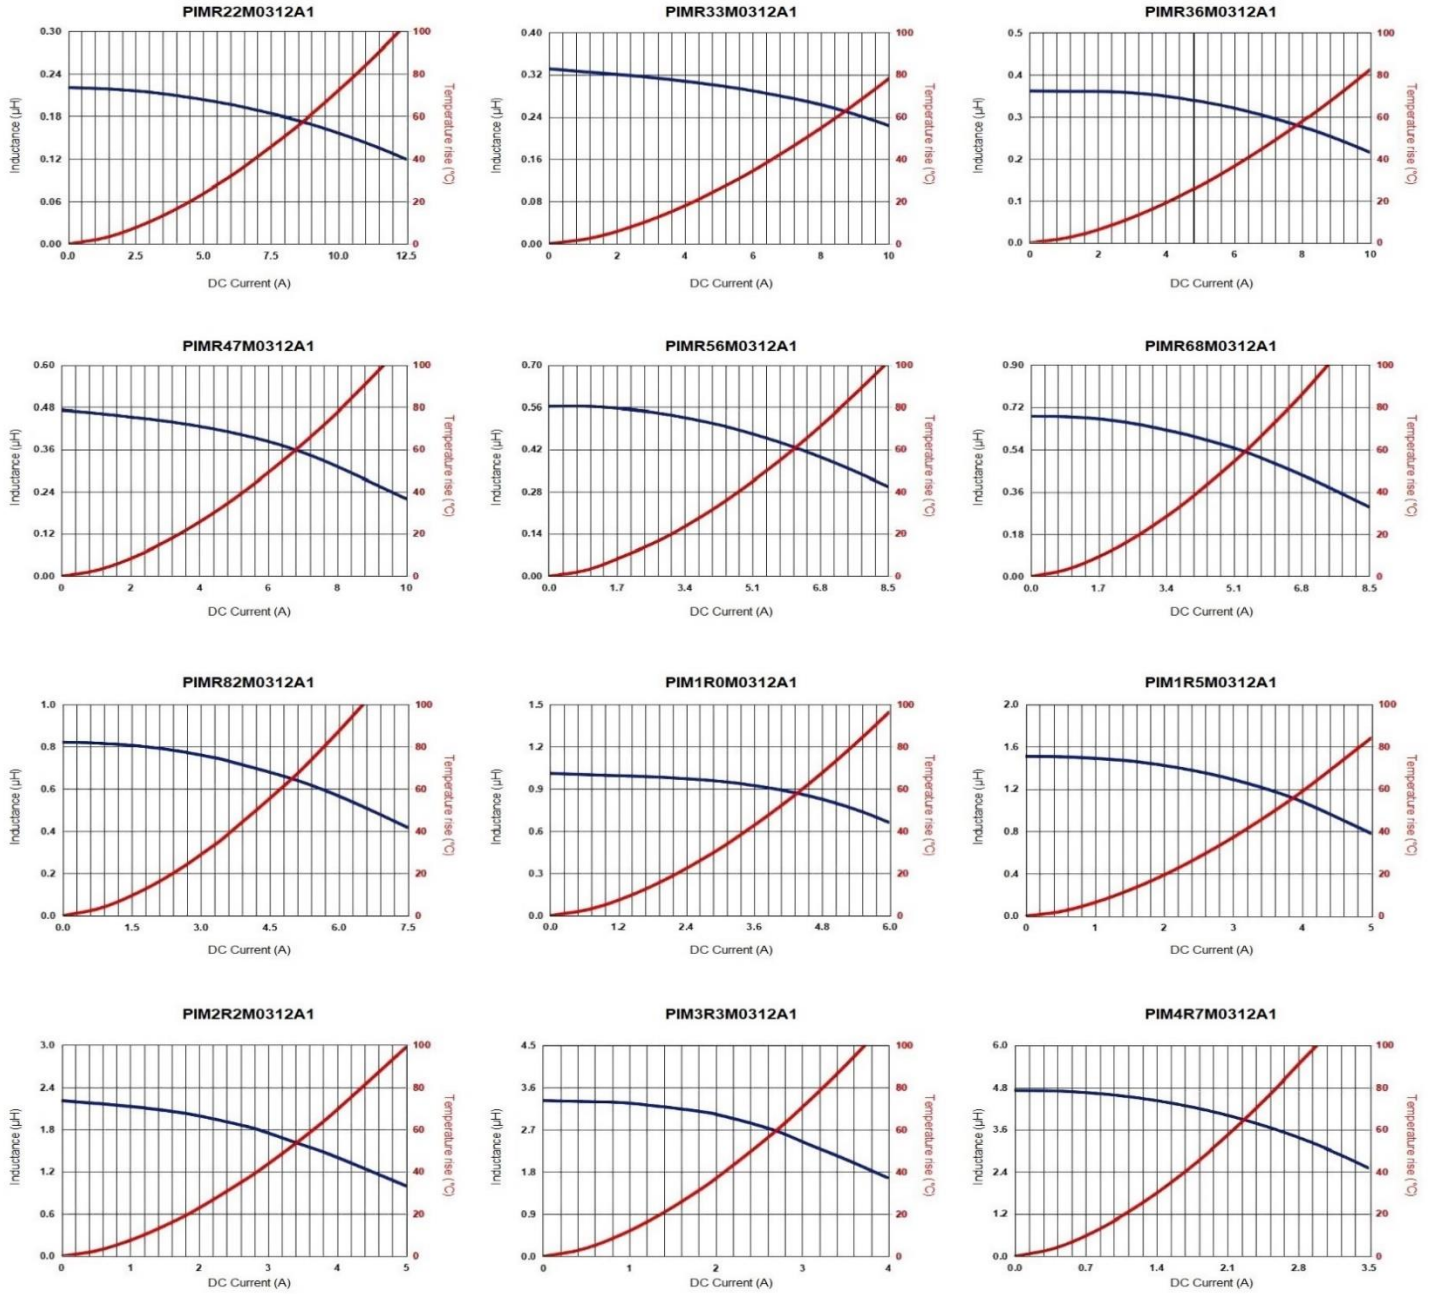 PIMR22M0312A1
0.30
0.24
0.18
0.12
0.06
0.00
100
80
60
40
20
0
0.0 2.5 5.0 7.5 10.0 12.5
Inductance (μH)
Temperature rise (°C)
DC Current (A)
PIMR33M0312A1
0.40
0.32
0.24
0.16
0.08
0.00
100
80
60
40
20
0
0 2 4 6 8 10
Inductance (μH)
Temperature rise (°C)
DC Current (A)
PIMR36M0312A1
0.5
0.4
0.3
0.2
0.1
0.0
100
80
60
40
20
0
0 2 4 6 8 10
Inductance (μH)
Temperature rise (°C)
DC Current (A)
PIMR47M0312A1
0.60
0.48
0.36
0.24
0.12
0.00
100
80
60
40
20
0
0 2 4 6 8 10
Inductance (μH)
Temperature rise (°C)
DC Current (A)
PIMR56M0312A1
0.70
0.56
0.42
0.28
0.14
0.00
100
80
60
40
20
0
0.0 1.7 3.4 5.1 6.8 8.5
Inductance (μH)
Temperature rise (°C)
DC Current (A)
PIMR68M0312A1
0.90
0.72
0.54
0.36
0.18
0.00
100
80
60
40
20
0
0.0 1.7 3.4 5.1 6.8 8.5
Inductance (μH)
Temperature rise (°C)
DC Current (A)
PIMR82M0312A1
1.0
0.8
0.6
0.4
0.2
0.0
100
80
60
40
20
0
0.0 1.5 3.0 4.5 6.0 7.5
Inductance (μH)
Temperature rise (°C)
DC Current (A)
PIM1R0M0312A1
1.5
1.2
0.9
0.6
0.3
0.0
100
80
60
40
20
0
0.0 1.2 2.4 3.6 4.8 6.0
Inductance (μH)
Temperature rise (°C)
DC Current (A)
PIM1R5M0312A1
2.0
1.6
1.2
0.8
0.4
0.0
100
80
60
40
20
0
0 1 2 3 4 5
Inductance (μH)
Temperature rise (°C)
DC Current (A)
PIM2R2M0312A1
3.0
2.4
1.8
1.2
0.6
0.0
100
80
60
40
20
0
0 1 2 3 4 5
Inductance (μH)
Temperature rise (°C)
DC Current (A)
PIM3R3M0312A1
4.5
3.6
2.7
1.8
0.9
0.0
100
80
60
40
20
0
0 1 2 3 4
Inductance (μH)
Temperature rise (°C)
DC Current (A)
PIM4R7M0312A1
6.0
4.8
3.6
2.4
1.2
0.0
100
80
60
40
20
0
0.0 0.7 1.4 2.1 2.8 3.5
Inductance (μH)
Temperature rise (°C)
DC Current (A)